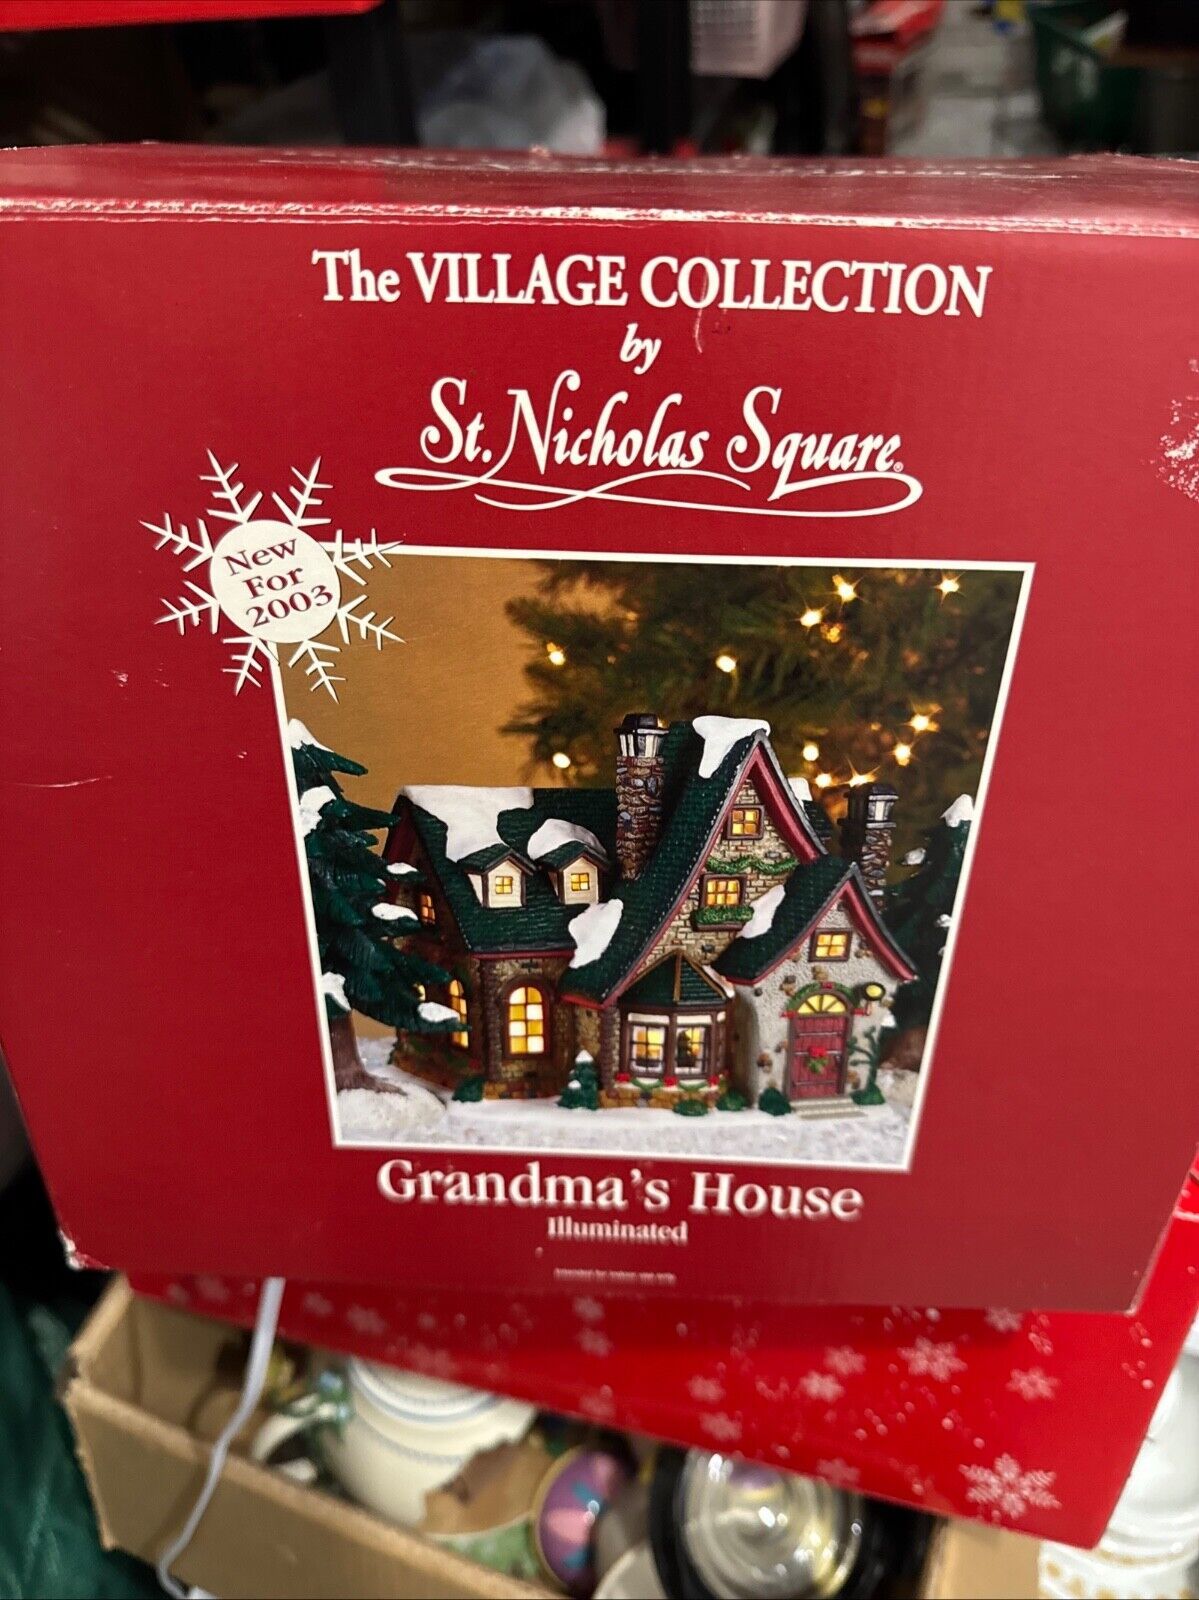 The VILLAGE COLLECTION
by
St. Nicholas Square®
New
For
2003
Grandma's House
Illuminated